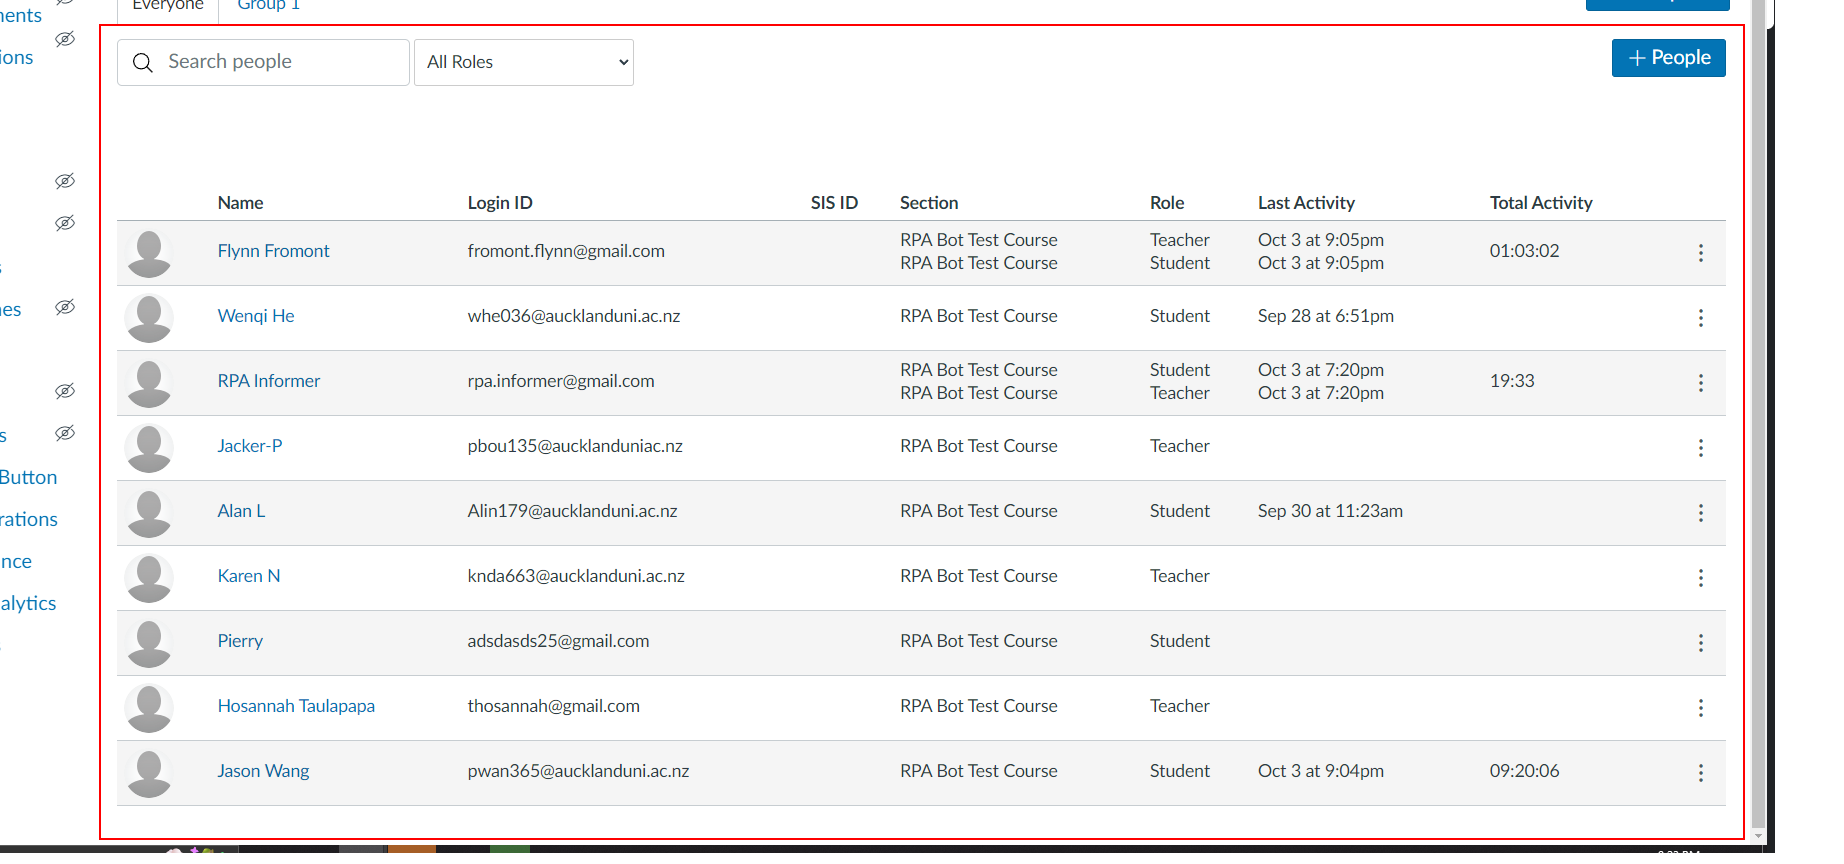 Everyone Group 1
Search people All Roles + People
Name Login ID SIS ID Section Role Last Activity Total Activity
Flynn Fromont fromont.flynn@gmail.com RPA Bot Test Course Teacher Oct 3 at 9:05pm 01:03:02
RPA Bot Test Course Student Oct 3 at 9:05pm
Wenqi He whe036@aucklanduni.ac.nz RPA Bot Test Course Student Sep 28 at 6:51pm
RPA Informer rpa.informer@gmail.com RPA Bot Test Course Student Oct 3 at 7:20pm 19:33
RPA Bot Test Course Teacher Oct 3 at 7:20pm
Jacker-P pbou135@aucklanduniac.nz RPA Bot Test Course Teacher
Alan L Alin179@aucklanduni.ac.nz RPA Bot Test Course Student Sep 30 at 11:23am
Karen N knda663@aucklanduni.ac.nz RPA Bot Test Course Teacher
Pierry adsdasds25@gmail.com RPA Bot Test Course Student
Hosannah Taulapapa thosannah@gmail.com RPA Bot Test Course Teacher
Jason Wang pwan365@aucklanduni.ac.nz RPA Bot Test Course Student Oct 3 at 9:04pm 09:20:06
nents
ions
s
nes
s
Button
rations
nce
alytics